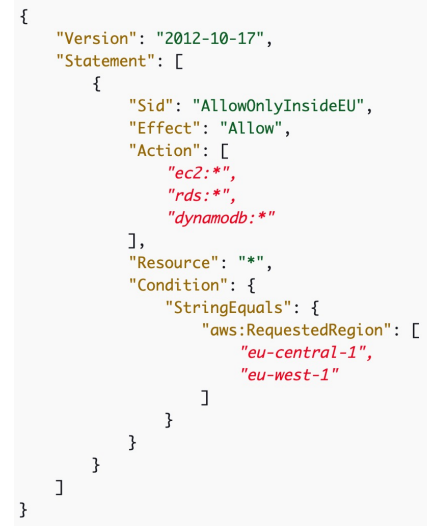 {
    "Version": "2012-10-17",
    "Statement": [
        {
            "Sid": "AllowOnlyInsideEU",
            "Effect": "Allow",
            "Action": [
                "ec2:*",
                "rds:*",
                "dynamodb:*"
            ],
            "Resource": "*",
            "Condition": {
                "StringEquals": {
                    "aws:RequestedRegion": [
                        "eu-central-1",
                        "eu-west-1"
                    ]
                }
            }
        }
    ]
}